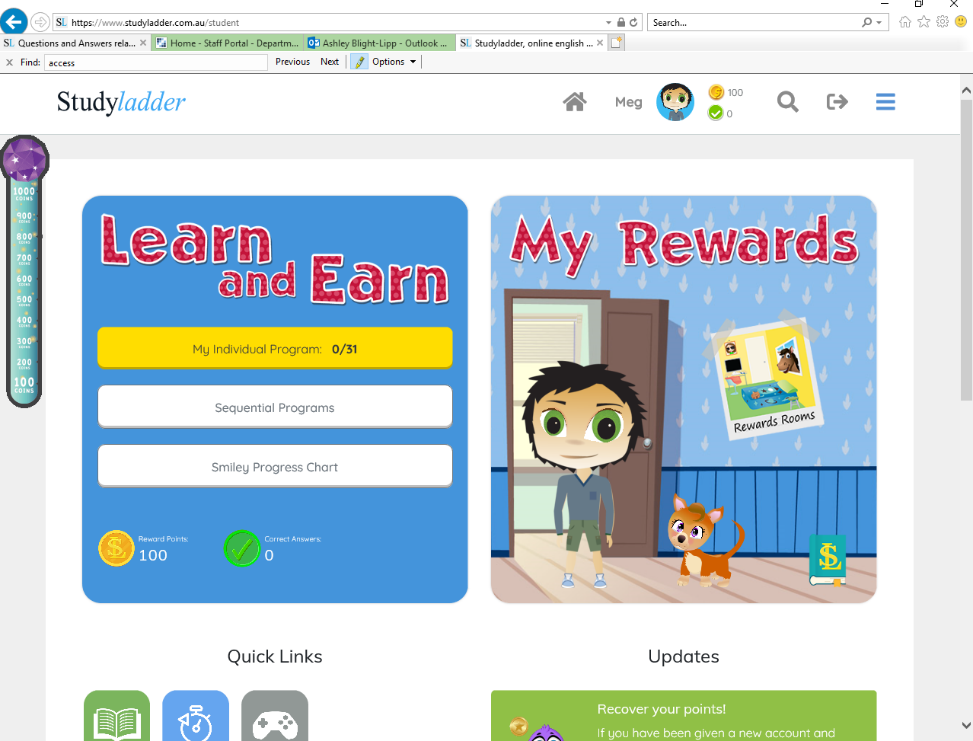 https://www.studyladder.com.au/student
Search...
SL Questions and Answers rela...
Home - Staff Portal - Departm...
Ashley Blight-Lipp - Outlook ...
SL Studyladder, online english ...
Find: access
Previous Next Options
Studyladder
Meg
100
0
1000
COINS
900
800
700
600
500
400
300
200
100
COINS
Learn
and Earn
My Individual Program: 0/31
Sequential Programs
Smiley Progress Chart
Reward Points:
100
Correct Answers:
0
My Rewards
Rewards Rooms
Quick Links
Updates
Recover your points!
If you have been given a new account and